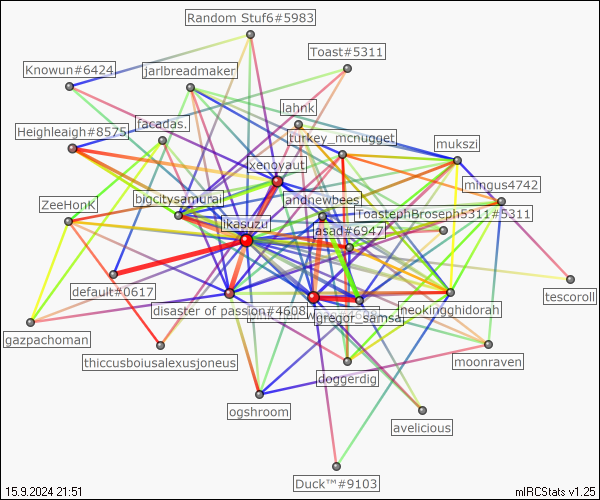 Random Stuf6#5983
Toast#5311
Knowun#6424
jarlbreadmaker
lahnk
facadas.
Heighleaigh#8575
turkey_mcnugget
mukszi
xenovaut
mingus4742
bigcitysamurai
andnewbees
ZeeHonK
ToastephBroseph5311#5311
lkasuzu
asad#6947
default#0617
tescoroll
disaster of passion#4608
gregor_samsa
neokingghidorah
gazpachoman
thiccusboiusalexusjoneus
moonraven
doggerdig
ogshroom
avelicious
Duck™#9103
15.9.2024 21:51
mIRCStats v1.25